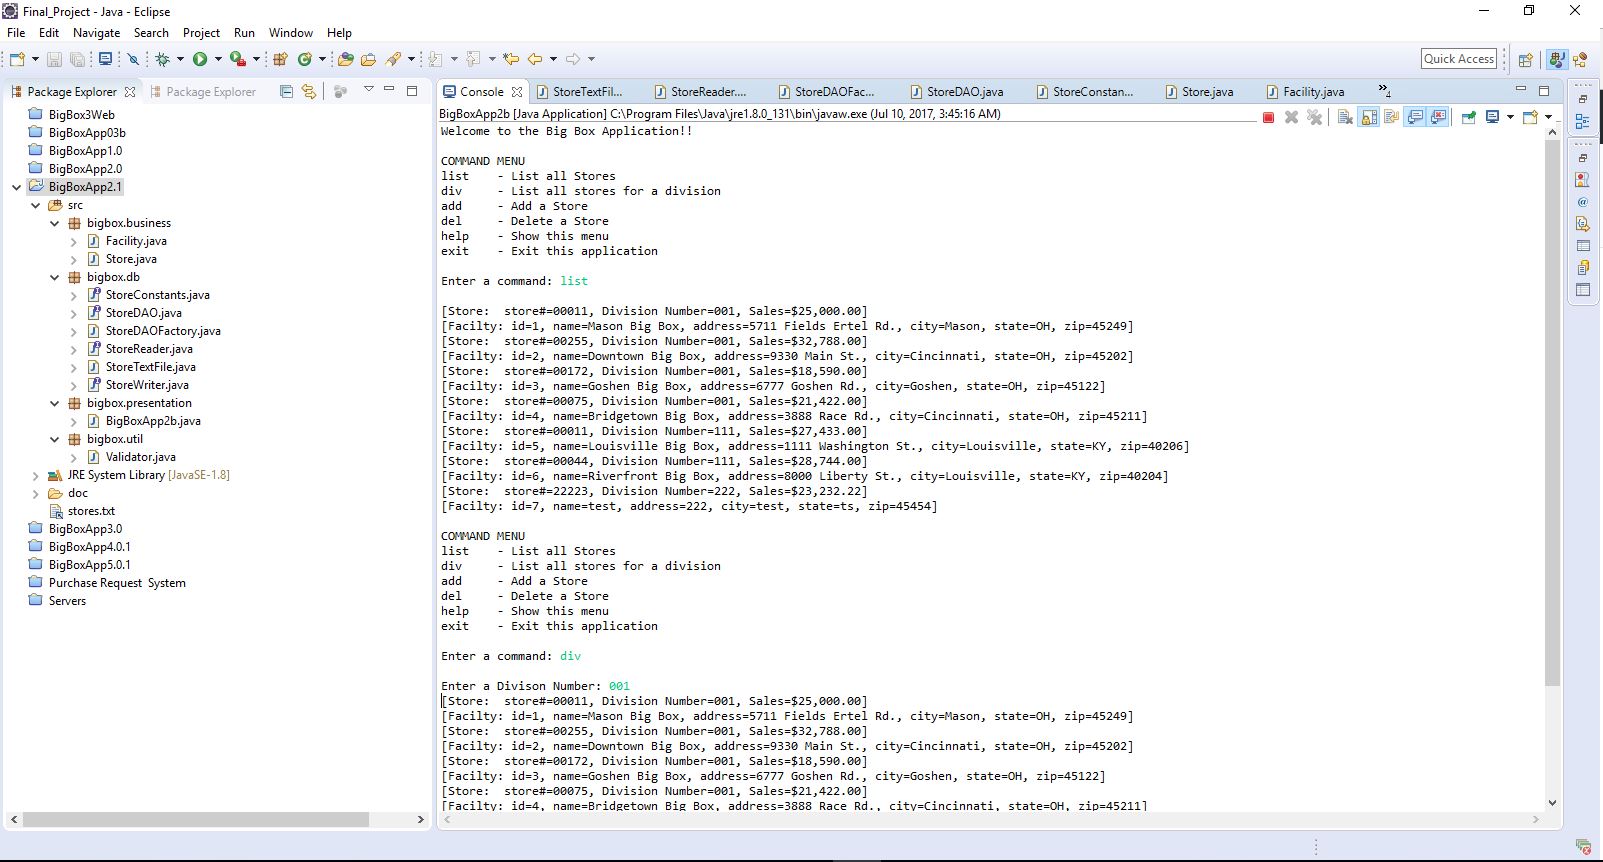 Final_Project - Java - Eclipse
File Edit Navigate Search Project Run Window Help
Quick Access
Package Explorer
Package Explorer
BigBox3Web
BigBoxApp03b
BigBoxApp1.0
BigBoxApp2.0
BigBoxApp2.1
src
bigbox.business
Facility.java
Store.java
bigbox.db
StoreConstants.java
StoreDAO.java
StoreDAOFactory.java
StoreReader.java
StoreTextFile.java
StoreWriter.java
bigbox.presentation
BigBoxApp2b.java
bigbox.util
Validator.java
JRE System Library [JavaSE-1.8]
doc
stores.txt
BigBoxApp3.0
BigBoxApp4.0.1
BigBoxApp5.0.1
Purchase Request System
Servers
Console StoreTextFil... StoreReader.... StoreDAOFac... StoreDAO.java StoreConstan... Store.java Facility.java »4
BigBoxApp2b [Java Application] C:\Program Files\Java\jre1.8.0_131\bin\javaw.exe (Jul 10, 2017, 3:45:16 AM)
Welcome to the Big Box Application!!
COMMAND MENU
list - List all Stores
div - List all stores for a division
add - Add a Store
del - Delete a Store
help - Show this menu
exit - Exit this application
Enter a command: list
[Store: store#=00011, Division Number=001, Sales=$25,000.00]
[Facilty: id=1, name=Mason Big Box, address=5711 Fields Ertel Rd., city=Mason, state=OH, zip=45249]
[Store: store#=00255, Division Number=001, Sales=$32,788.00]
[Facilty: id=2, name=Downtown Big Box, address=9330 Main St., city=Cincinnati, state=OH, zip=45202]
[Store: store#=00172, Division Number=001, Sales=$18,590.00]
[Facilty: id=3, name=Goshen Big Box, address=6777 Goshen Rd., city=Goshen, state=OH, zip=45122]
[Store: store#=00075, Division Number=001, Sales=$21,422.00]
[Facilty: id=4, name=Bridgetown Big Box, address=3888 Race Rd., city=Cincinnati, state=OH, zip=45211]
[Store: store#=00011, Division Number=111, Sales=$27,433.00]
[Facilty: id=5, name=Louisville Big Box, address=1111 Washington St., city=Louisville, state=KY, zip=40206]
[Store: store#=00044, Division Number=111, Sales=$28,744.00]
[Facilty: id=6, name=Riverfront Big Box, address=8000 Liberty St., city=Louisville, state=KY, zip=40204]
[Store: store#=22223, Division Number=222, Sales=$23,232.22]
[Facilty: id=7, name=test, address=222, city=test, state=ts, zip=45454]
COMMAND MENU
list - List all Stores
div - List all stores for a division
add - Add a Store
del - Delete a Store
help - Show this menu
exit - Exit this application
Enter a command: div
Enter a Divison Number: 001
[Store: store#=00011, Division Number=001, Sales=$25,000.00]
[Facilty: id=1, name=Mason Big Box, address=5711 Fields Ertel Rd., city=Mason, state=OH, zip=45249]
[Store: store#=00255, Division Number=001, Sales=$32,788.00]
[Facilty: id=2, name=Downtown Big Box, address=9330 Main St., city=Cincinnati, state=OH, zip=45202]
[Store: store#=00172, Division Number=001, Sales=$18,590.00]
[Facilty: id=3, name=Goshen Big Box, address=6777 Goshen Rd., city=Goshen, state=OH, zip=45122]
[Store: store#=00075, Division Number=001, Sales=$21,422.00]
[Facilty: id=4, name=Bridgetown Big Box, address=3888 Race Rd., city=Cincinnati, state=OH, zip=45211]